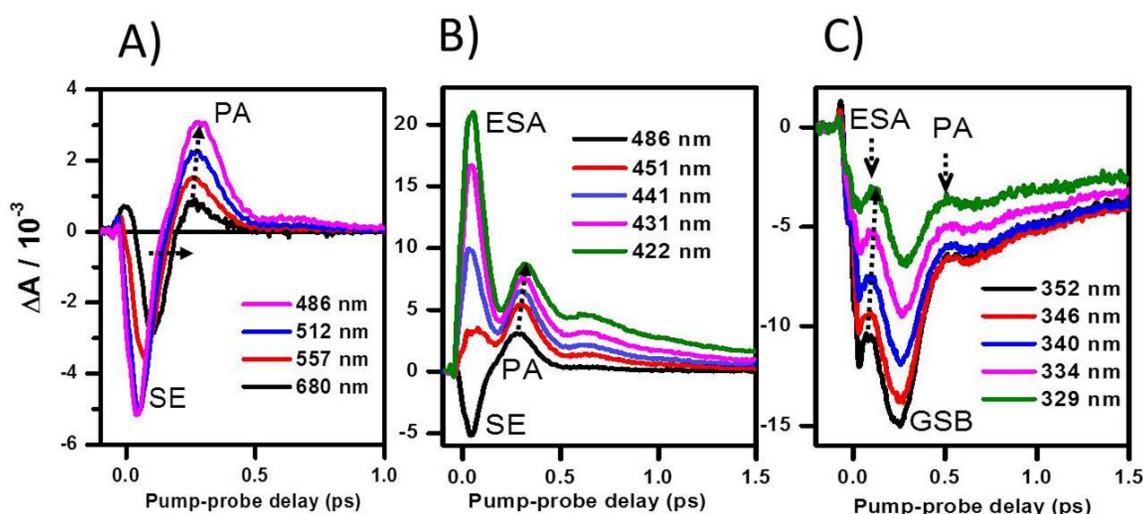 A)
B)
C)
ΔA / 10⁻³
4
2
0
-2
-4
-6
PA
SE
486 nm
512 nm
557 nm
680 nm
0.0
0.5
1.0
Pump-probe delay (ps)
20
15
10
5
0
-5
ESA
486 nm
451 nm
441 nm
431 nm
422 nm
PA
SE
0.0
0.5
1.0
1.5
Pump-probe delay (ps)
0
-5
-10
-15
ESA
PA
352 nm
346 nm
340 nm
334 nm
329 nm
GSB
0.0
0.5
1.0
1.5
Pump-probe delay (ps)